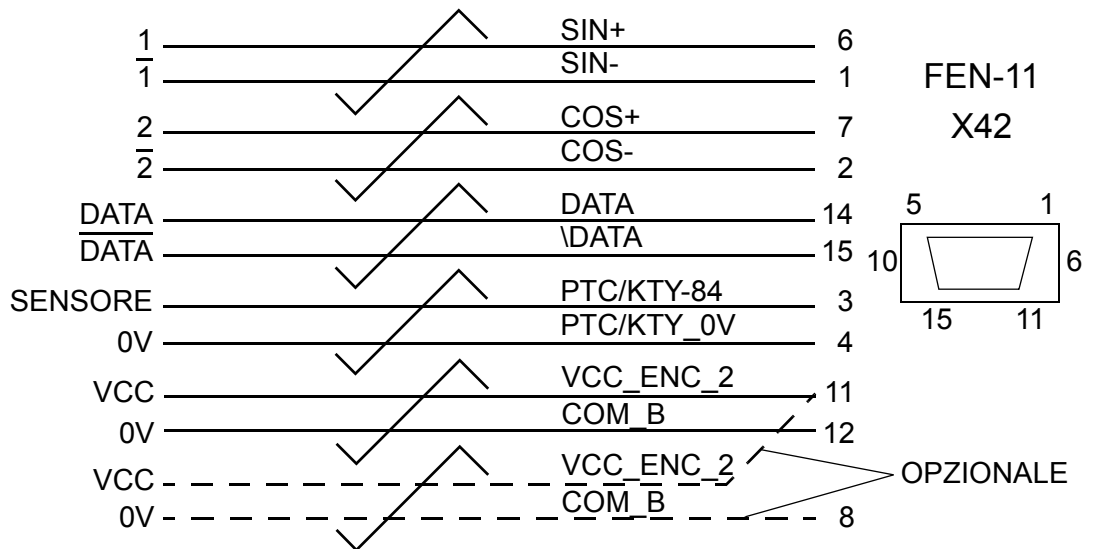 1 SIN+ 6
1̅ SIN- 1
FEN-11
X42
2 COS+ 7
2̅ COS- 2
DATA DATA 14
D̅A̅T̅A̅ \DATA 15
5 1
10 6
15 11
SENSORE PTC/KTY-84 3
0V PTC/KTY_0V 4
VCC VCC_ENC_2 11
0V COM_B 12
VCC VCC_ENC_2
OPZIONALE
0V COM_B 8